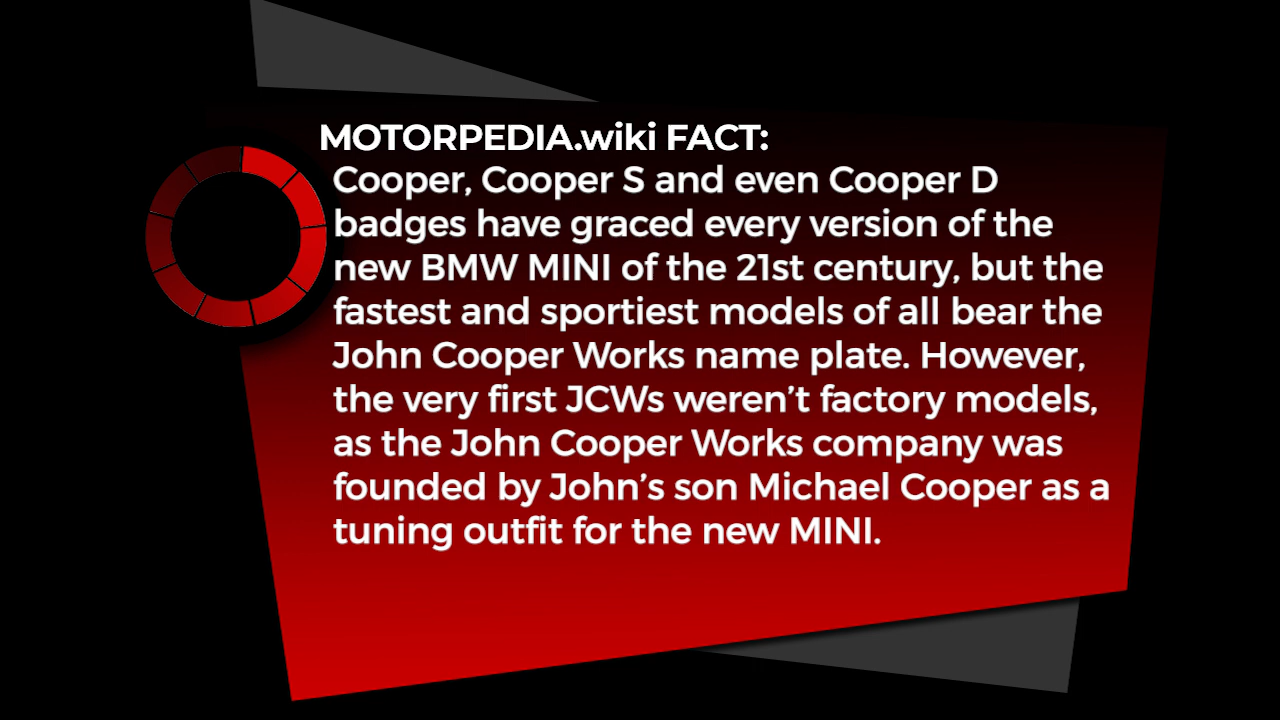 MOTORPEDIA.wiki FACT:
Cooper, Cooper S and even Cooper D
badges have graced every version of the
new BMW MINI of the 21st century, but the
fastest and sportiest models of all bear the
John Cooper Works name plate. However,
the very first JCWs weren’t factory models,
as the John Cooper Works company was
founded by John’s son Michael Cooper as a
tuning outfit for the new MINI.